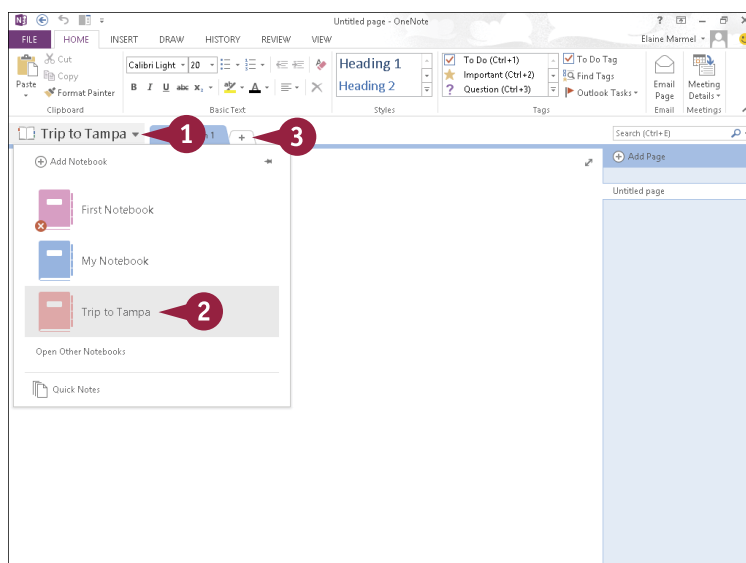 Untitled page - OneNote
FILE HOME INSERT DRAW HISTORY REVIEW VIEW Elaine Marmel
Paste
Cut
Copy
Format Painter
Clipboard
Calibri Light 20
B I U abc x₂ A
Basic Text
Heading 1
Heading 2
Styles
To Do (Ctrl+1)
Important (Ctrl+2)
Question (Ctrl+3)
To Do Tag
Find Tags
Outlook Tasks
Tags
Email
Page
Email
Meeting
Details
Meetings
Trip to Tampa 1 3
1
Search (Ctrl+E)
Add Notebook
Add Page
Untitled page
First Notebook
My Notebook
Trip to Tampa 2
Open Other Notebooks
Quick Notes